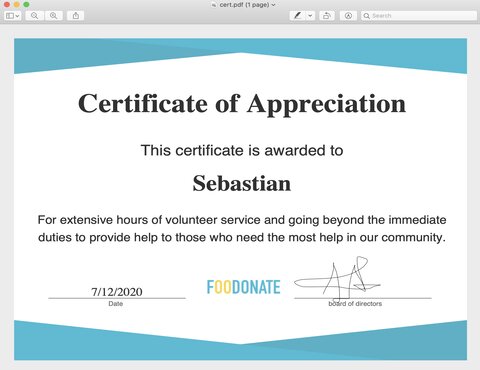 cert.pdf (1 page)
Search
Certificate of Appreciation
This certificate is awarded to
Sebastian
For extensive hours of volunteer service and going beyond the immediate
duties to provide help to those who need the most help in our community.
7/12/2020
Date
FOODONATE
board of directors